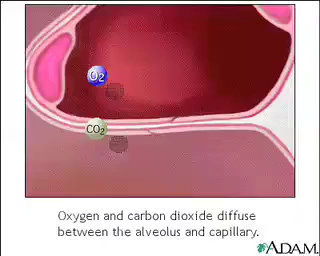 O2
CO2
Oxygen and carbon dioxide diffuse
between the alveolus and capillary.
A.D.A.M.